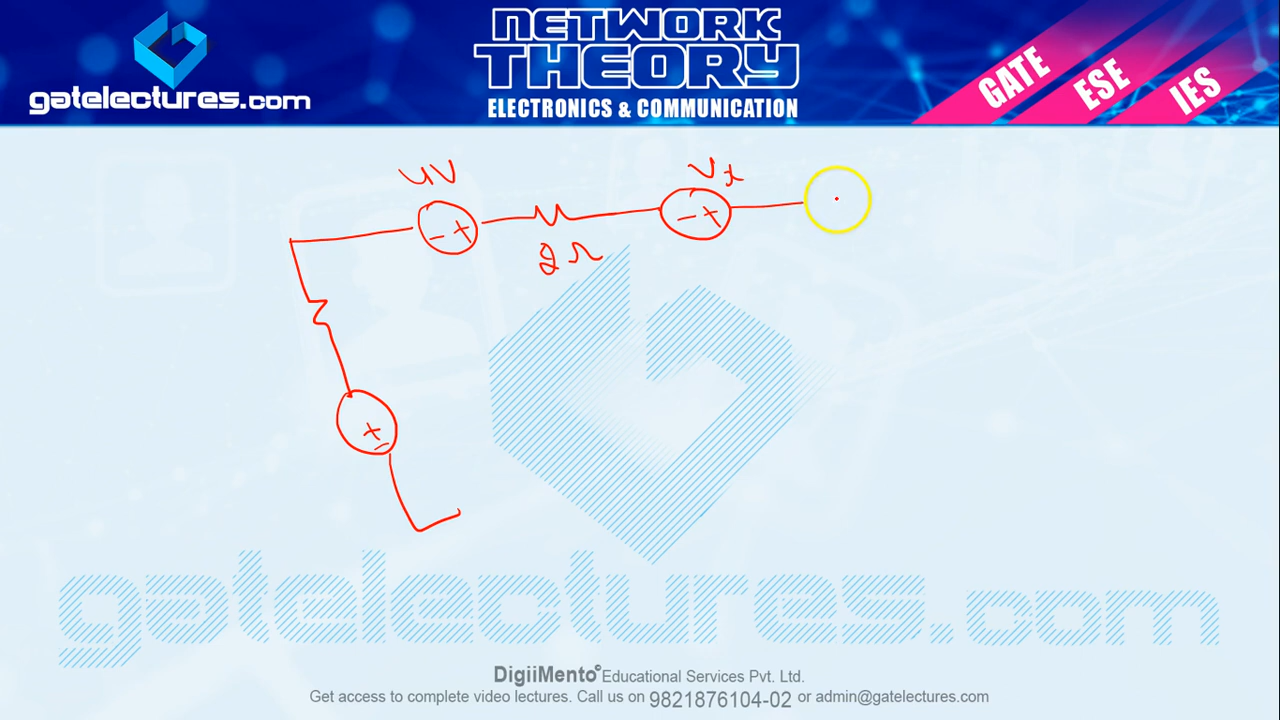 gatelectures.com
NETWORK
THEORY
ELECTRONICS & COMMUNICATION
GATE
ESE
IES
4V
Vx
- +
- +
2Ω
+
-
gatelectures.com
DigiiMento© Educational Services Pvt. Ltd.
Get access to complete video lectures. Call us on 9821876104-02 or admin@gatelectures.com